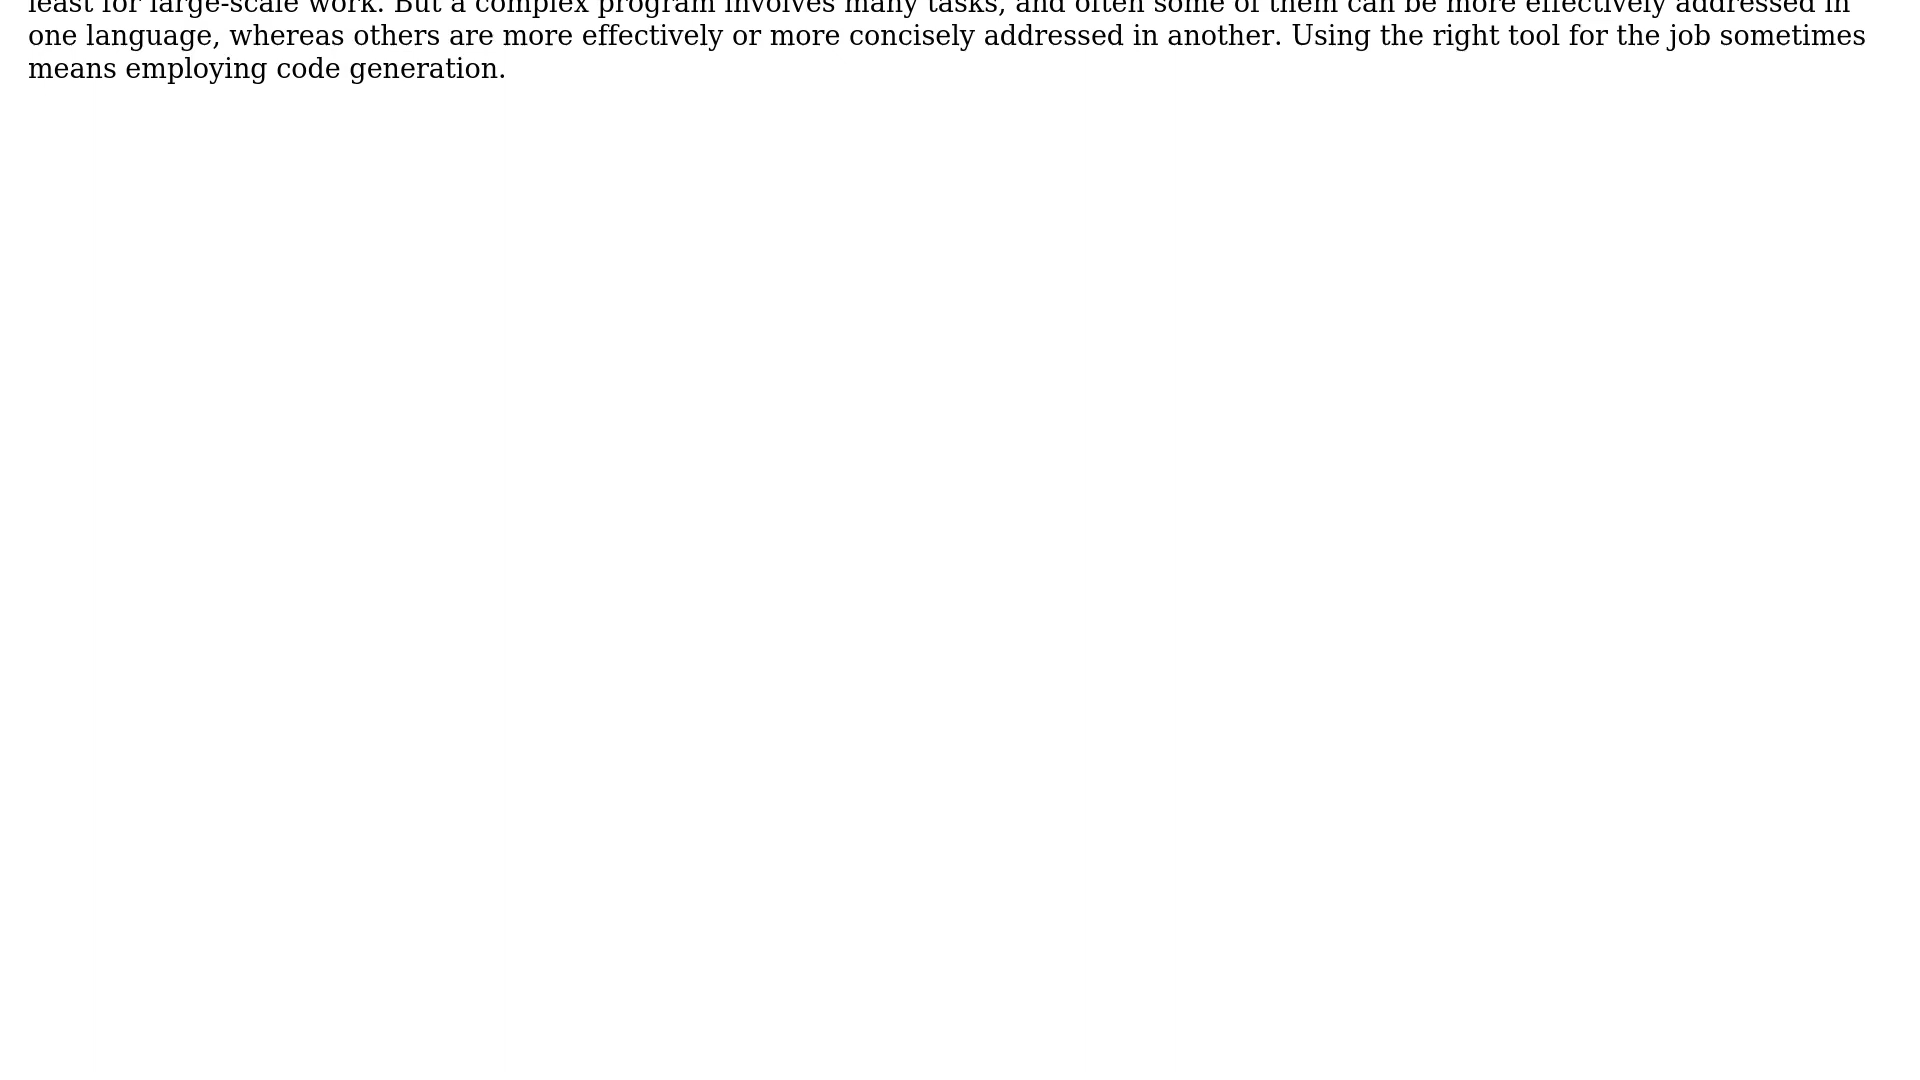 least for large-scale work. But a complex program involves many tasks, and often some of them can be more effectively addressed in
one language, whereas others are more effectively or more concisely addressed in another. Using the right tool for the job sometimes
means employing code generation.